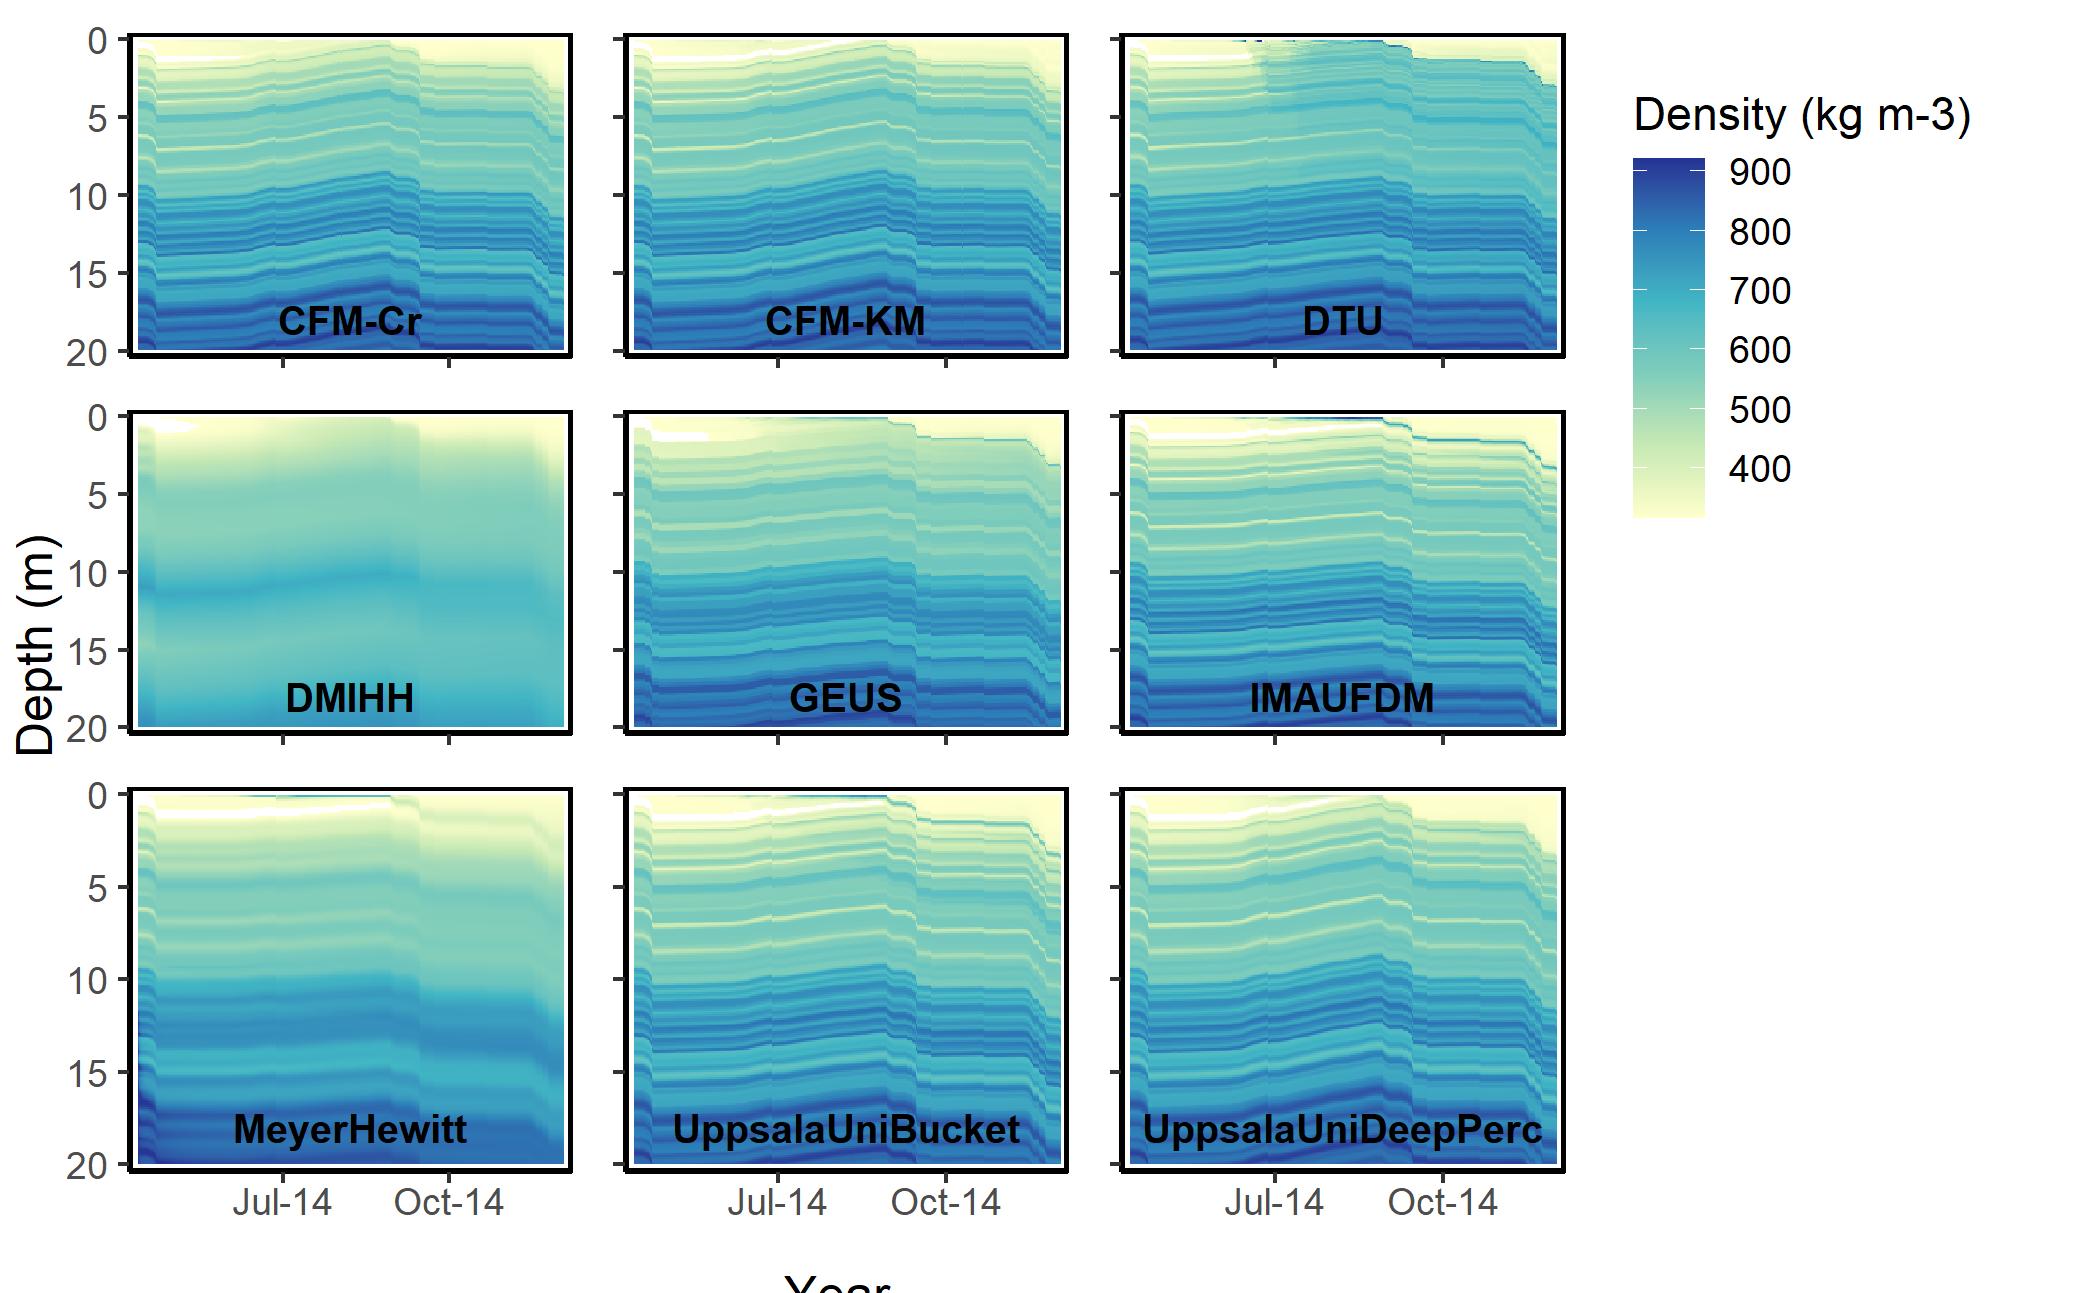 0
5
10
15
20
CFM-Cr
CFM-KM
DTU
Density (kg m-3)
900
800
700
600
500
400
Depth (m)
0
5
10
15
20
DMIHH
GEUS
IMAUFDM
0
5
10
15
20
MeyerHewitt
UppsalaUniBucket
UppsalaUniDeepPerc
Jul-14 Oct-14 Jul-14 Oct-14 Jul-14 Oct-14
Year